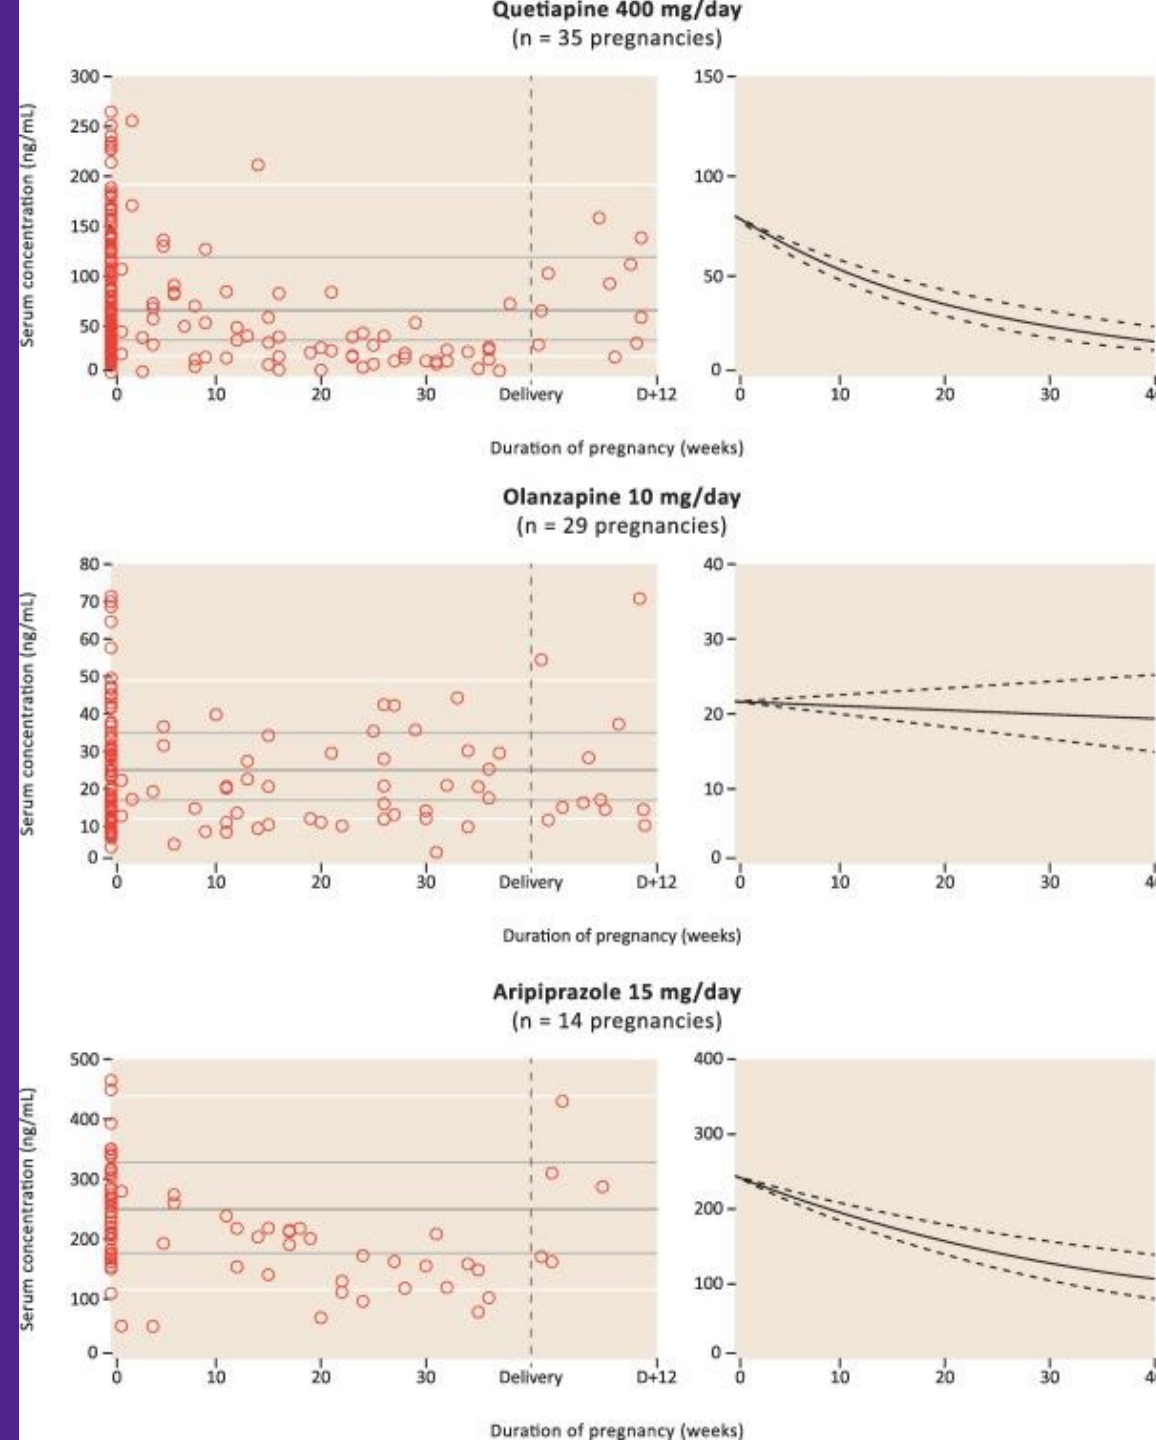 Quetiapine 400 mg/day
(n = 35 pregnancies)
Serum concentration (ng/mL)
300
250
200
150
100
50
0
0 10 20 30 Delivery D+12
150
100
50
0
0 10 20 30
Duration of pregnancy (weeks)
Olanzapine 10 mg/day
(n = 29 pregnancies)
Serum concentration (ng/mL)
80
70
60
50
40
30
20
10
0
0 10 20 30 Delivery D+12
40
30
20
10
0
0 10 20 30
Duration of pregnancy (weeks)
Aripiprazole 15 mg/day
(n = 14 pregnancies)
Serum concentration (ng/mL)
500
400
300
200
100
0
0 10 20 30 Delivery D+12
400
300
200
100
0
0 10 20 30
Duration of pregnancy (weeks)